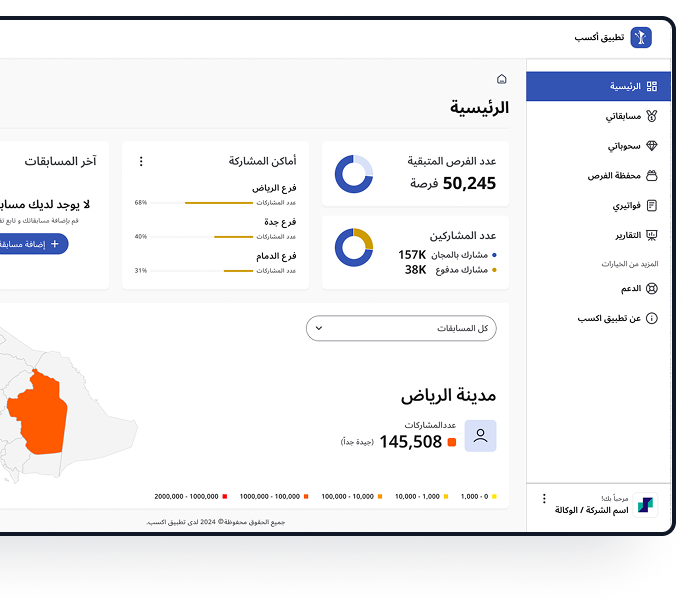 تطبيق أكسب
الرئيسية
مسابقاتي
سحوباتي
محفظة الفرص
فواتيري
التقارير
المزيد من الخيارات
الدعم
عن تطبيق اكسب
مرحباً بك!
اسم الشركة / الوكالة
الرئيسية
عدد الفرص المتبقية
50,245 فرصة
عدد المشاركين
مشارك بالمجان 157K
مشارك مدفوع 38K
أماكن المشاركة
فرع الرياض
عدد المشاركات 68%
فرع جدة
عدد المشاركات 40%
فرع الدمام
عدد المشاركات 31%
آخر المسابقات
لا يوجد لديك
قم بإضافة مسابقاتك و تابع
+ إضافة مسابقة
كل المسابقات
مدينة الرياض
عددالمشاركات
145,508 (جيدة جداً)
0 - 1,000
1,000 - 10,000
10,000 - 100,000
100,000 - 1000,000
1000,000 - 2000,000
جميع الحقوق محفوظة© 2024 لدى تطبيق اكسب.